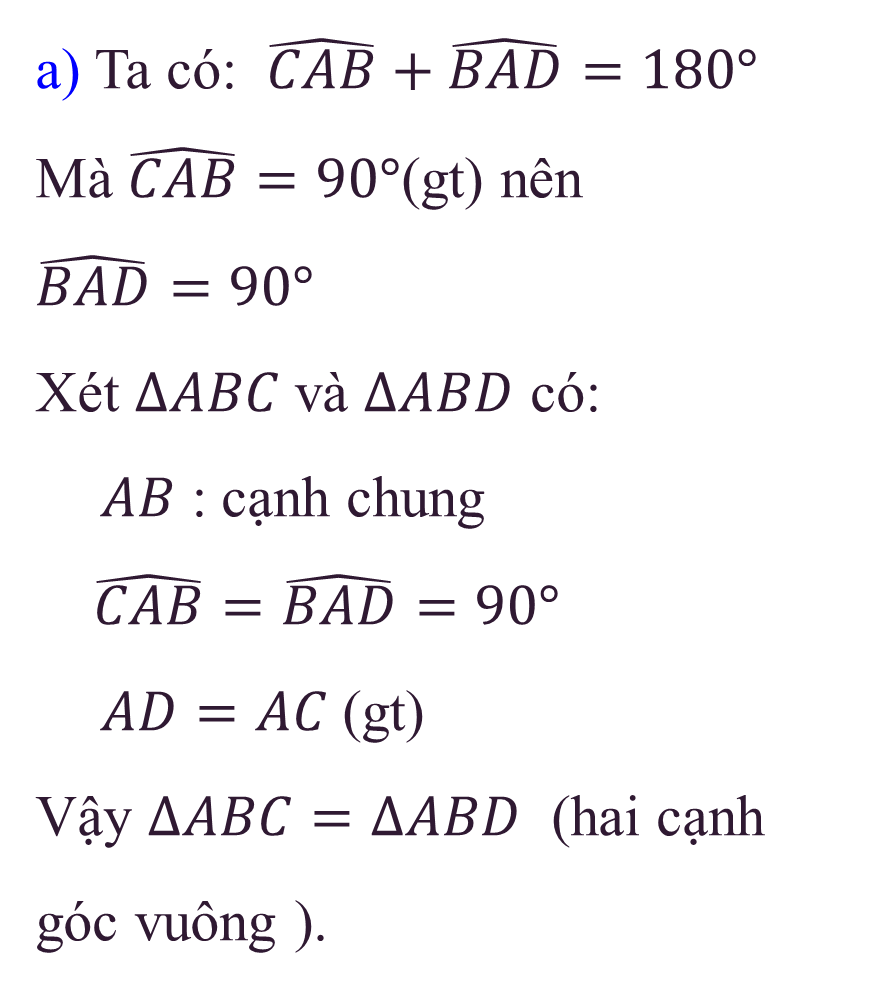 a) Ta có: $\widehat{CAB} + \widehat{BAD} = 180°$
Mà $\widehat{CAB} = 90°$(gt) nên
$\widehat{BAD} = 90°$
Xét $\Delta ABC$ và $\Delta ABD$ có:
$AB$ : cạnh chung
$\widehat{CAB} = \widehat{BAD} = 90°$
$AD = AC$ (gt)
Vậy $\Delta ABC = \Delta ABD$ (hai cạnh
góc vuông ).